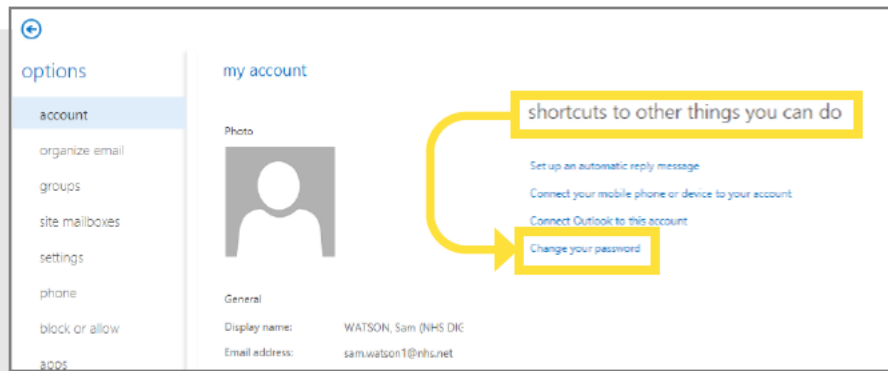 options
account
organize email
groups
site mailboxes
settings
phone
block or allow
apps
my account
Photo
General
Display name: WATSON, Sam (NHS DIG
Email address: sam.watson1@nhs.net
shortcuts to other things you can do
Set up an automatic reply message
Connect your mobile phone or device to your account
Connect Outlook to this account
Change your password